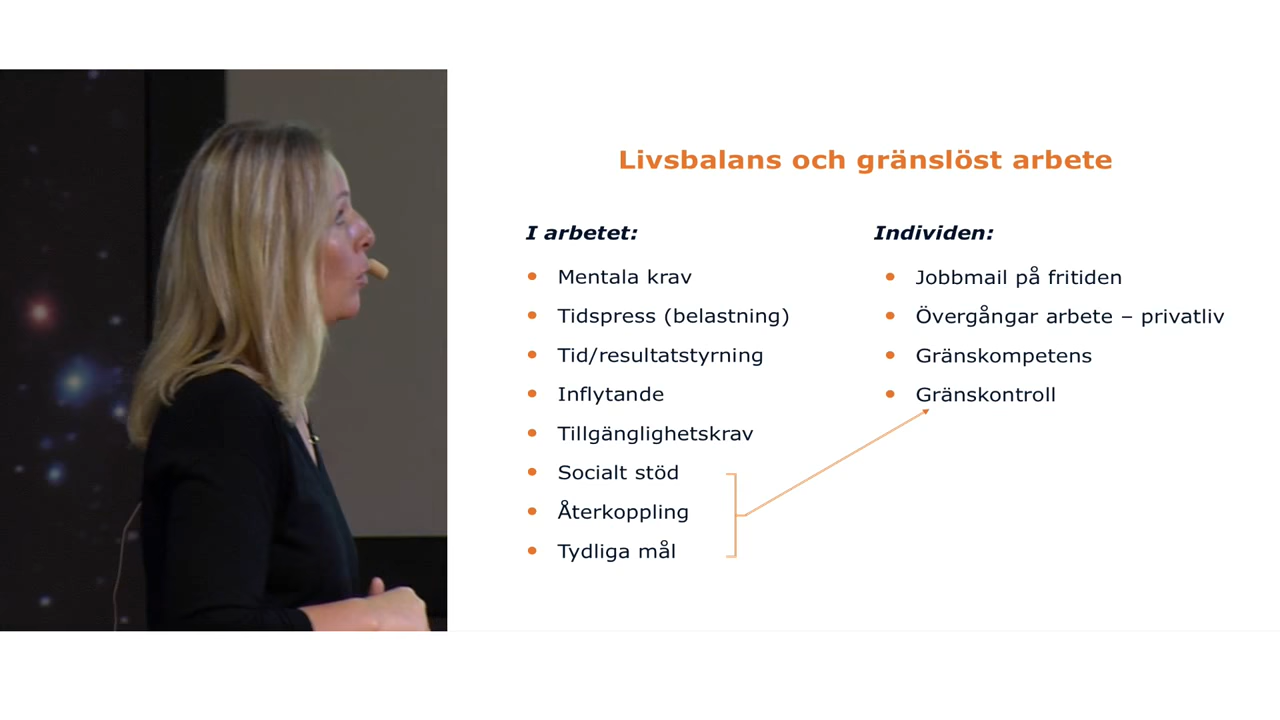 Livsbalans och gränslöst arbete
I arbetet:
• Mentala krav
• Tidspress (belastning)
• Tid/resultatstyrning
• Inflytande
• Tillgänglighetskrav
• Socialt stöd
• Återkoppling
• Tydliga mål
Individen:
• Jobbmail på fritiden
• Övergångar arbete – privatliv
• Gränskompetens
• Gränskontroll